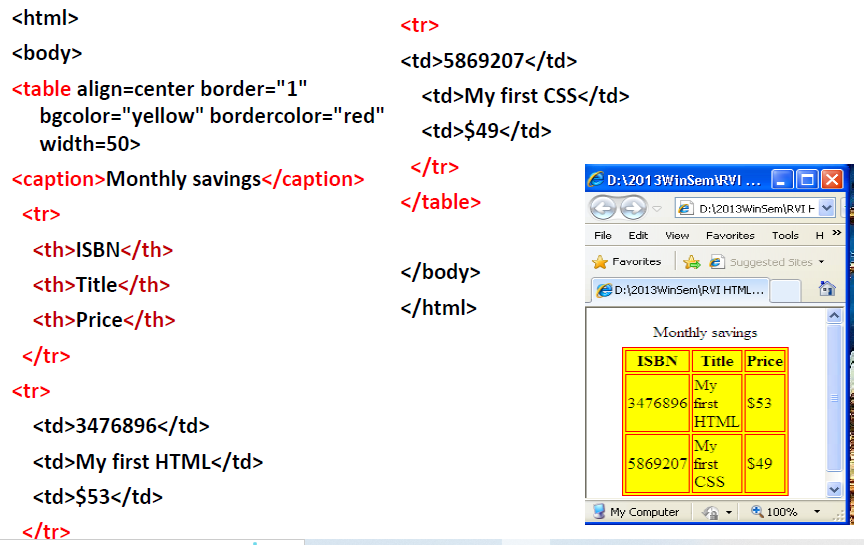 <html>
<body>
<table align=center border="1"
bgcolor="yellow" bordercolor="red"
width=50>
<caption>Monthly savings</caption>
<tr>
<th>ISBN</th>
<th>Title</th>
<th>Price</th>
</tr>
<tr>
<td>3476896</td>
<td>My first HTML</td>
<td>$53</td>
</tr>
<tr>
<td>5869207</td>
<td>My first CSS</td>
<td>$49</td>
</tr>
</table>
</body>
</html>
D:\2013WinSem\RVI ...
D:\2013WinSem\RVI H
File Edit View Favorites Tools H »
Favorites Suggested Sites
D:\2013WinSem\RVI HTML...
Monthly savings
ISBN Title Price
3476896 My first HTML $53
5869207 My first CSS $49
My Computer 100%